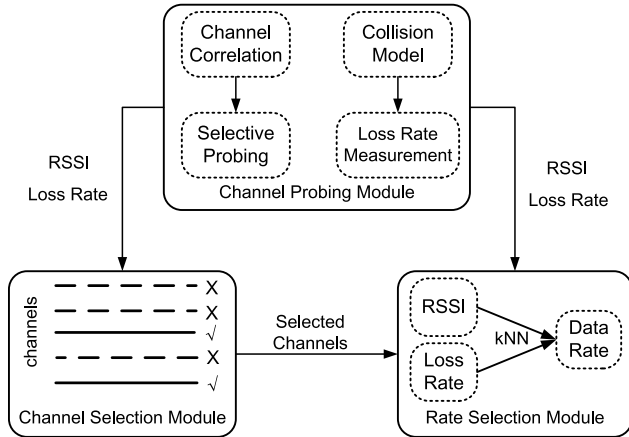 Channel
Correlation
Collision
Model
Selective
Probing
Loss Rate
Measurement
Channel Probing Module
RSSI
Loss Rate
RSSI
Loss Rate
channels
X
X
√
X
√
Channel Selection Module
Selected
Channels
RSSI
Loss
Rate
kNN
Data
Rate
Rate Selection Module